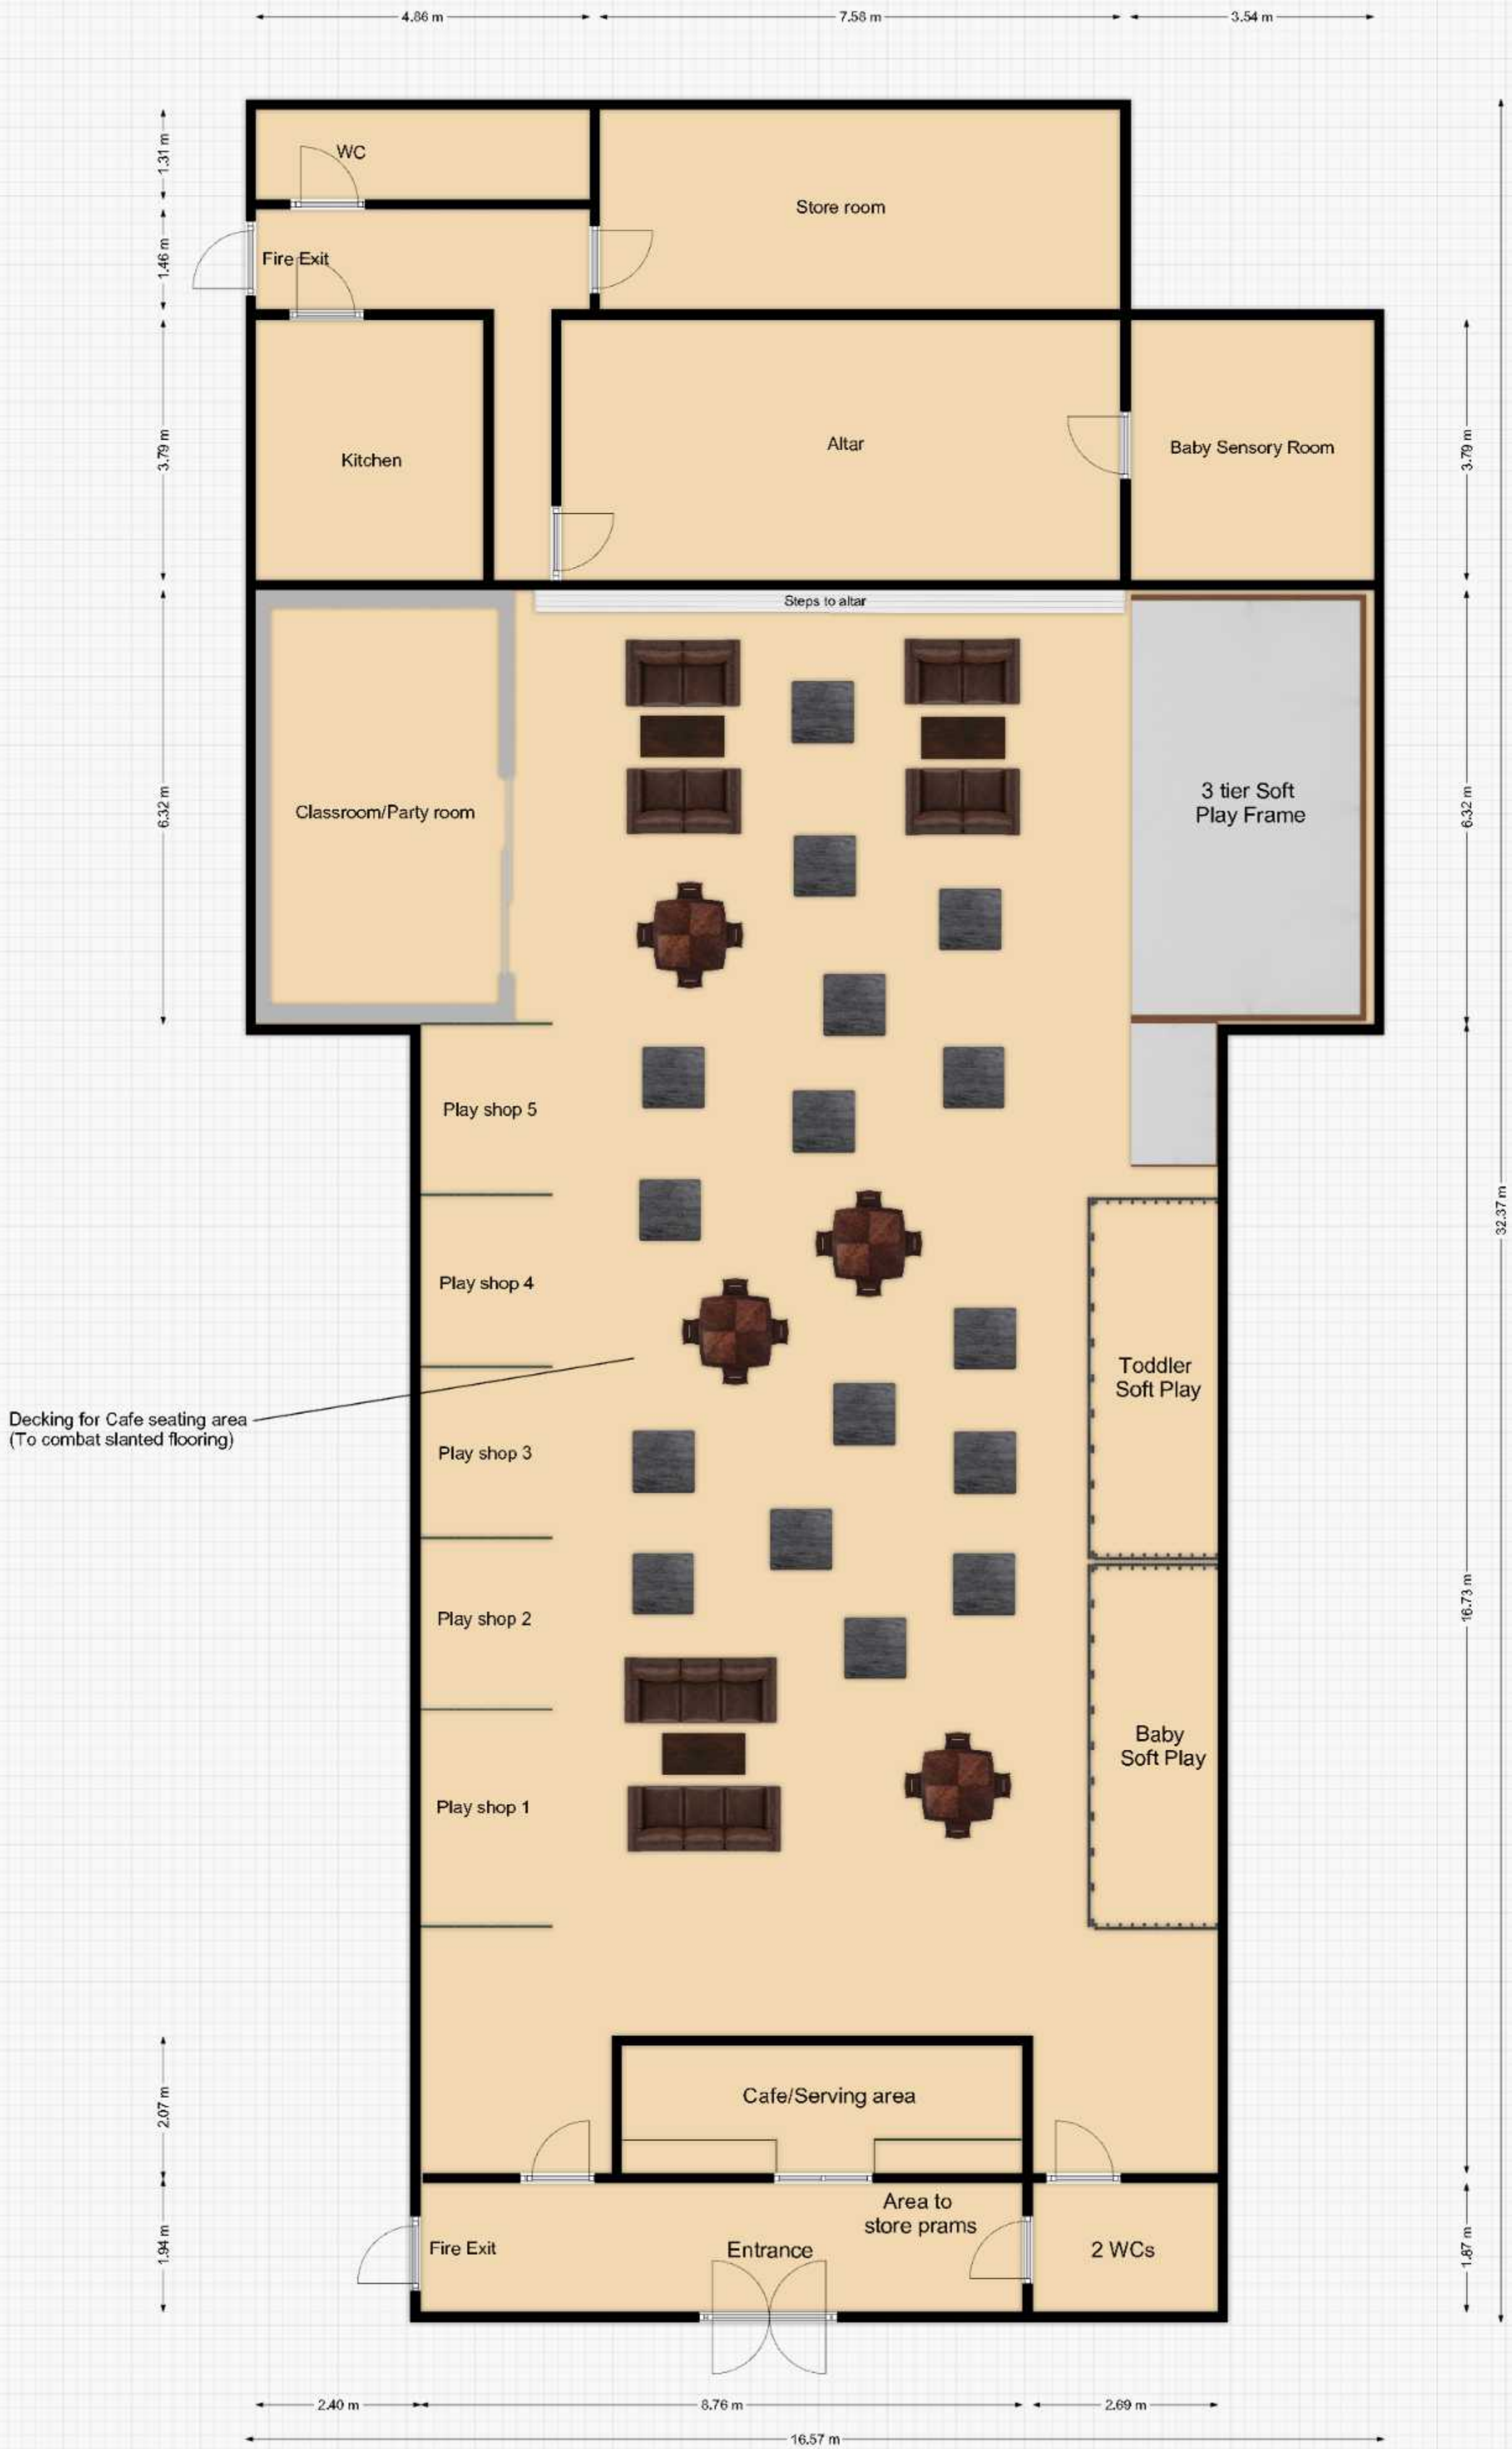 4.86 m
7.58 m
3.54 m
1.31 m
WC
Store room
1.46 m
Fire Exit
3.79 m
Kitchen
Altar
Baby Sensory Room
3.79 m
Steps to altar
6.32 m
Classroom/Party room
3 tier Soft
Play Frame
6.32 m
Play shop 5
32.37 m
Play shop 4
Toddler
Soft Play
Decking for Cafe seating area
(To combat slanted flooring)
Play shop 3
16.73 m
Play shop 2
Baby
Soft Play
Play shop 1
2.07 m
Cafe/Serving area
Area to
store prams
1.94 m
Fire Exit
Entrance
2 WCs
1.87 m
2.40 m
8.76 m
2.69 m
16.57 m